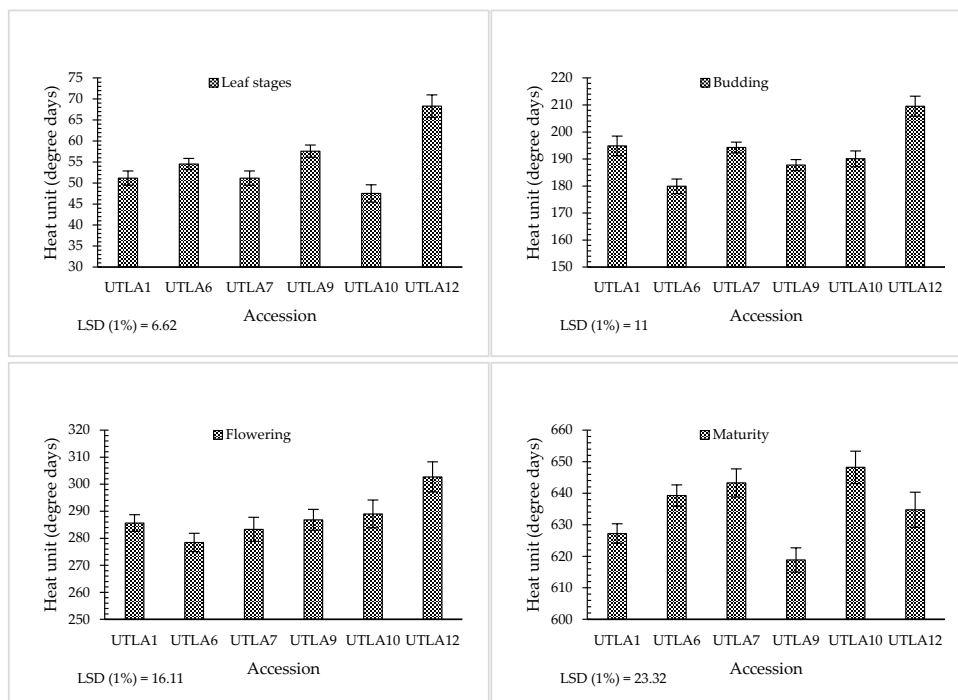 Leaf stages
Heat unit (degree days)
75
70
65
60
55
50
45
40
35
30
UTLA1 UTLA6 UTLA7 UTLA9 UTLA10 UTLA12
Accession
LSD (1%) = 6.62
Budding
Heat unit (degree days)
220
210
200
190
180
170
160
150
UTLA1 UTLA6 UTLA7 UTLA9 UTLA10 UTLA12
Accession
LSD (1%) = 11
Flowering
Heat unit (degree days)
320
310
300
290
280
270
260
250
UTLA1 UTLA6 UTLA7 UTLA9 UTLA10 UTLA12
Accession
LSD (1%) = 16.11
Maturity
Heat unit (degree days)
660
650
640
630
620
610
600
UTLA1 UTLA6 UTLA7 UTLA9 UTLA10 UTLA12
Accession
LSD (1%) = 23.32